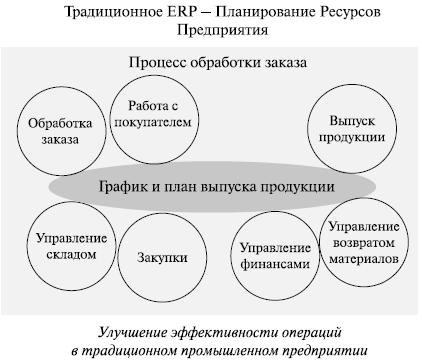 Традиционное ERP – Планирование Ресурсов
Предприятия
Процесс обработки заказа
Обработка
заказа
Работа с
покупателем
Выпуск
продукции
График и план выпуска продукции
Управление
складом
Закупки
Управление
финансами
Управление
возвратом
материалов
Улучшение эффективности операций
в традиционном промышленном предприятии